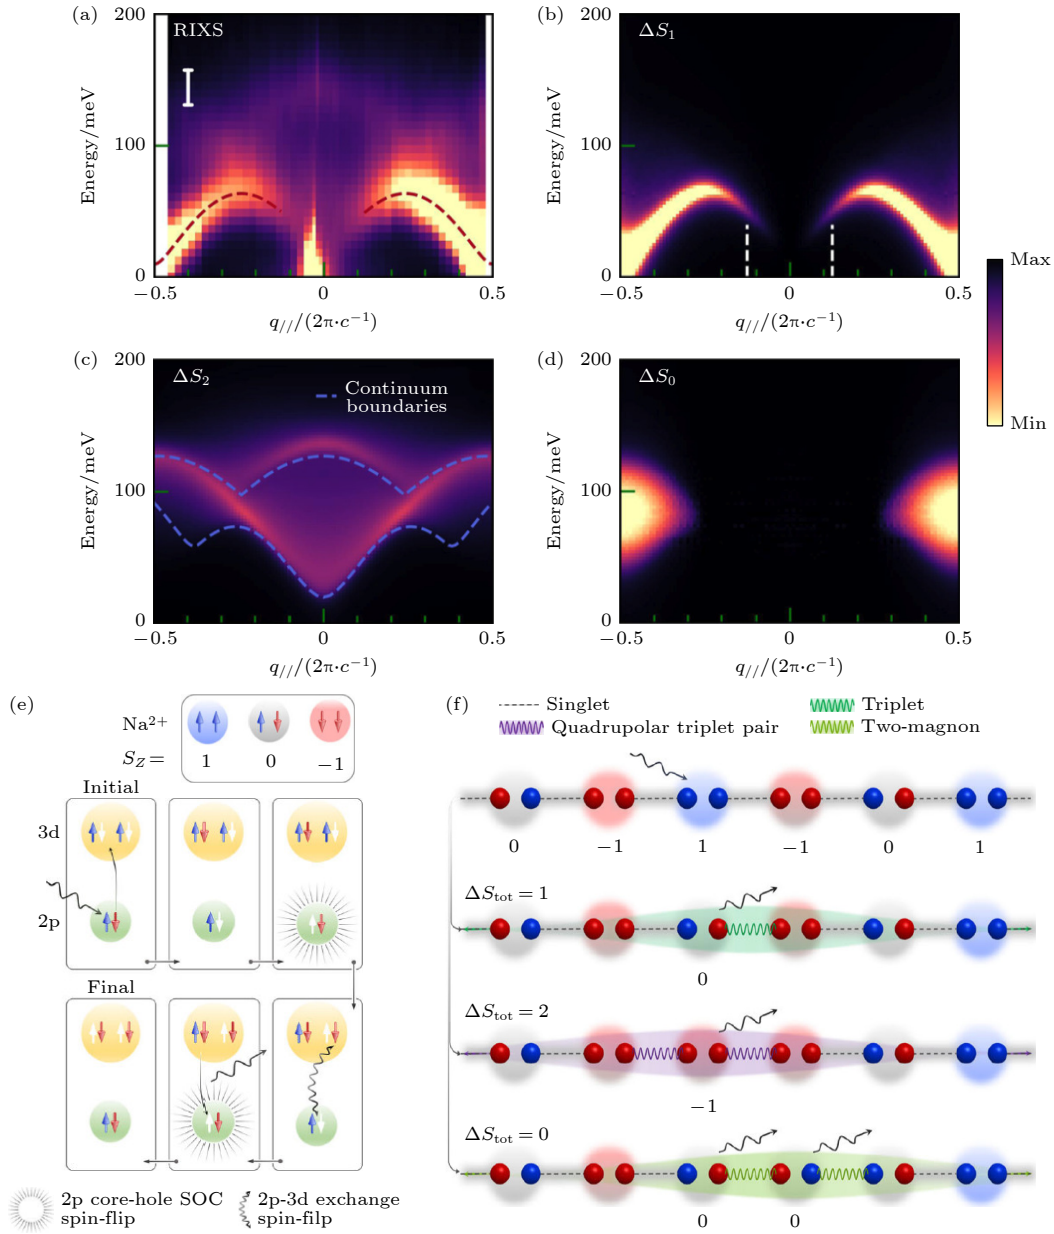 (a)
RIXS
200
100
0
Energy/meV
−0.5
0
0.5
q///(2π·c−1)
(b)
ΔS1
200
100
0
Energy/meV
−0.5
0
0.5
q///(2π·c−1)
Max
Min
(c)
ΔS2
Continuum
boundaries
200
100
0
Energy/meV
−0.5
0
0.5
q///(2π·c−1)
(d)
ΔS0
200
100
0
Energy/meV
−0.5
0
0.5
q///(2π·c−1)
(e)
Na2+
SZ=
1
0
−1
Initial
3d
2p
Final
2p core-hole SOC
spin-flip
2p-3d exchange
spin-filp
(f)
Singlet
Triplet
Quadrupolar triplet pair
Two-magnon
0
−1
1
−1
0
1
ΔStot=1
0
ΔStot=2
−1
ΔStot=0
0
0